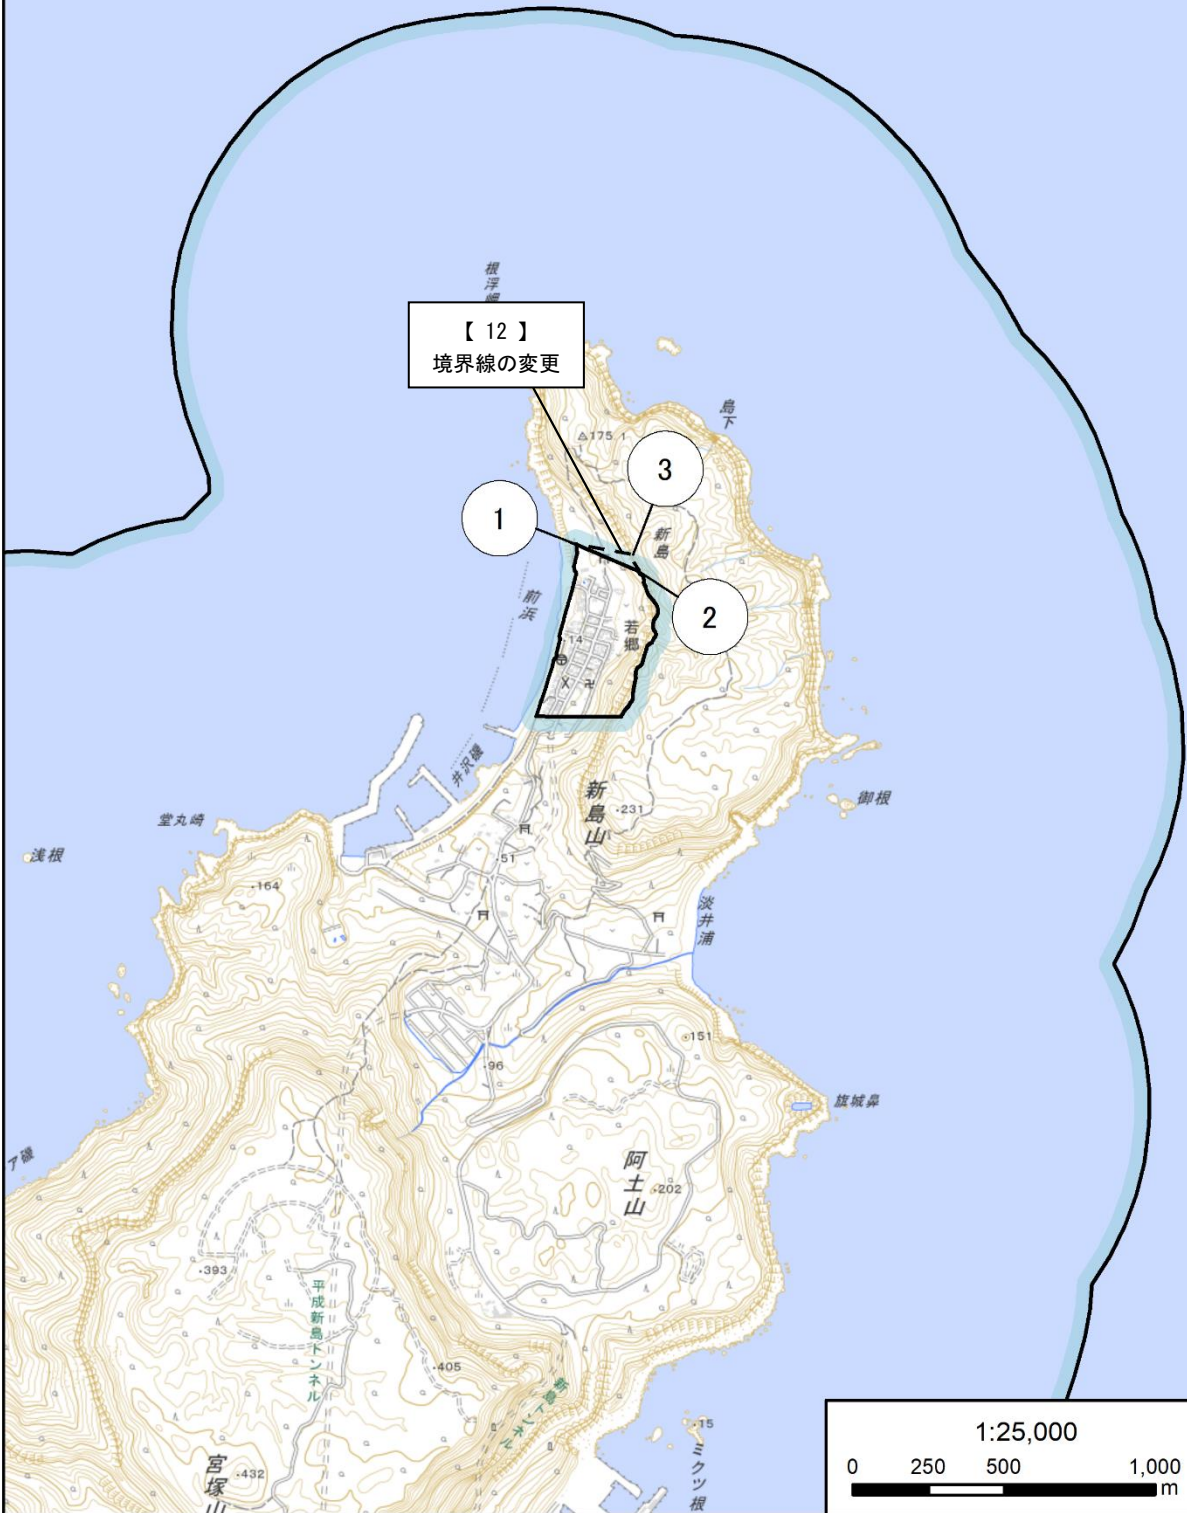 根浮岬
【 12 】
境界線の変更
島下
△175.1
3
1
新島
前浜
2
若郷
・14
井沢磯
新島山
・231
御根
堂丸崎
浅根
・51
・164
淡井浦
・151
・96
旗城鼻
ア磯
阿土山
・202
・393
平成新島トンネル
・405
新島トンネル
・15
ミクツ根
宮塚山
・432
1:25,000
0 250 500 1,000
m